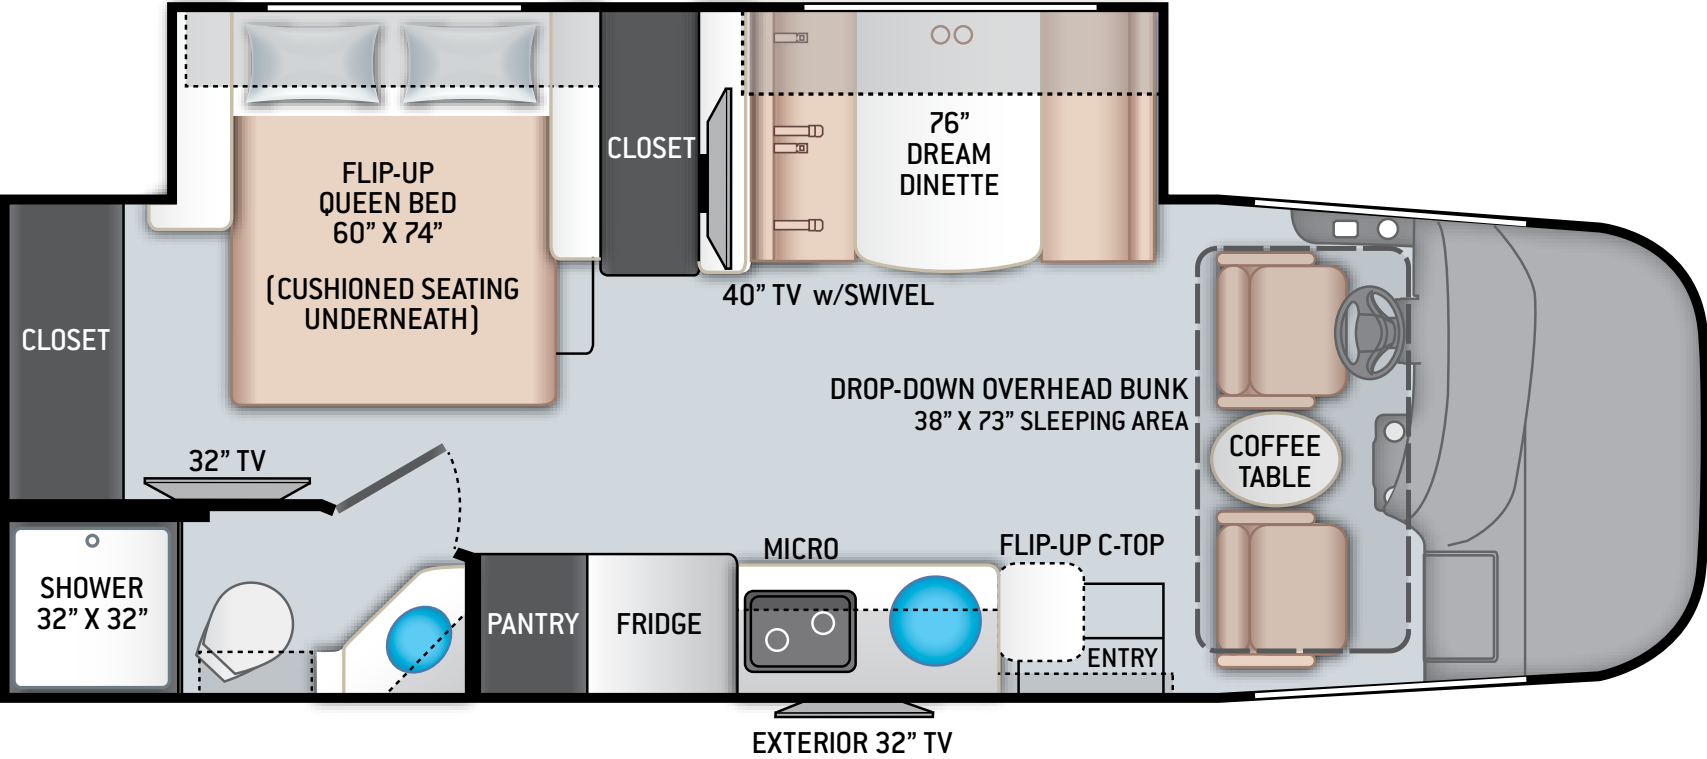 FLIP-UP
QUEEN BED
60” X 74”
(CUSHIONED SEATING
UNDERNEATH)
CLOSET
76”
DREAM
DINETTE
40” TV w/SWIVEL
CLOSET
DROP-DOWN OVERHEAD BUNK
38” X 73” SLEEPING AREA
COFFEE
TABLE
32” TV
SHOWER
32” X 32”
PANTRY
FRIDGE
MICRO
FLIP-UP C-TOP
ENTRY
EXTERIOR 32” TV